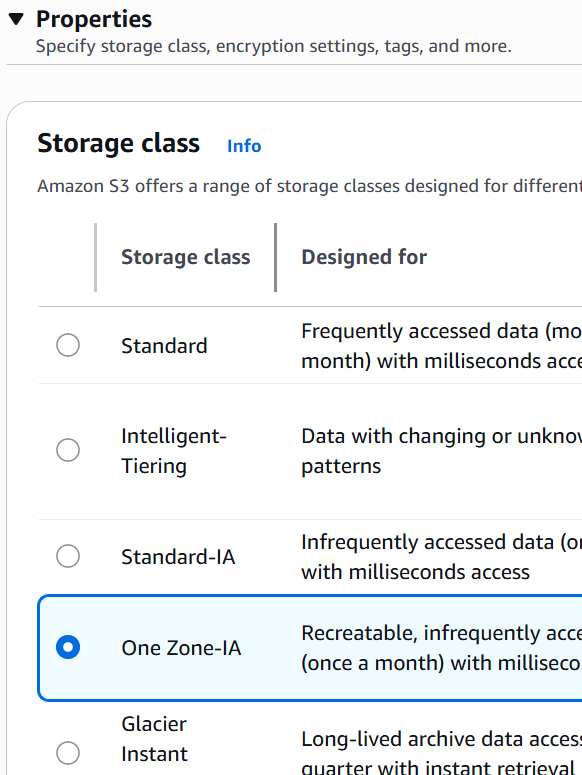 Properties
Specify storage class, encryption settings, tags, and more.
Storage class Info
Amazon S3 offers a range of storage classes designed for different
Storage class Designed for
Standard
Frequently accessed data (mo
month) with milliseconds acce
Intelligent-
Tiering
Data with changing or unknow
patterns
Standard-IA
Infrequently accessed data (or
with milliseconds access
One Zone-IA
Recreatable, infrequently acce
(once a month) with milliseco
Glacier
Instant
Long-lived archive data access
quarter with instant retrieval